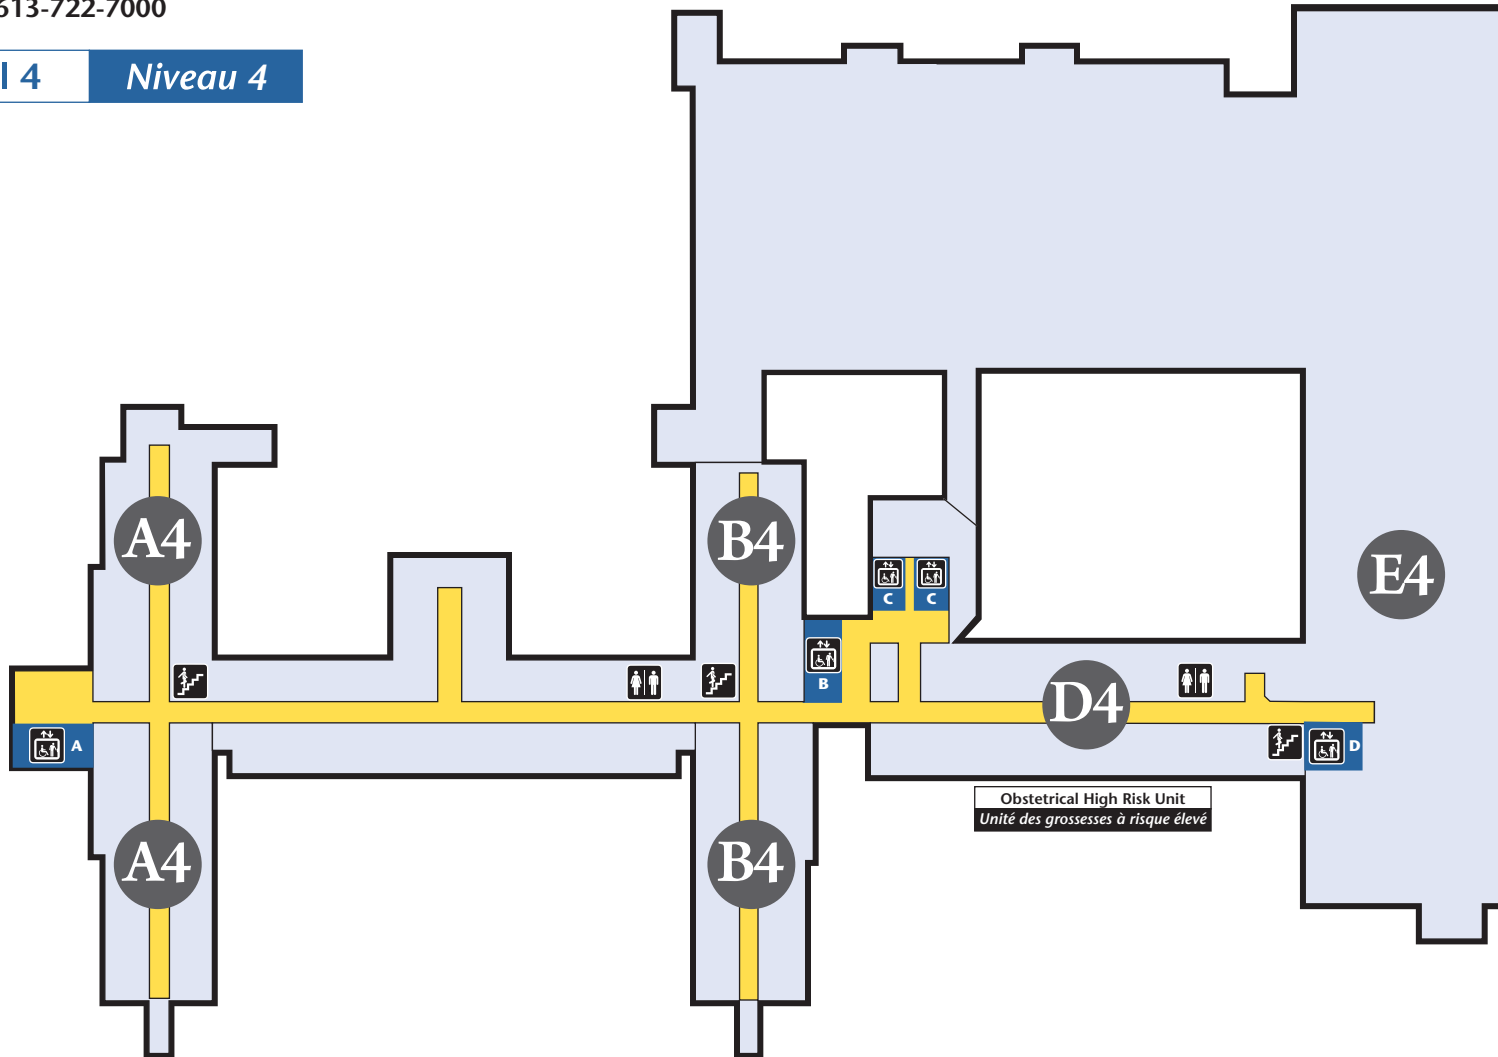 613-722-7000
l 4 Niveau 4
A4
B4
E4
C C
B
D4
A
D
Obstetrical High Risk Unit
Unité des grossesses à risque élevé
A4
B4